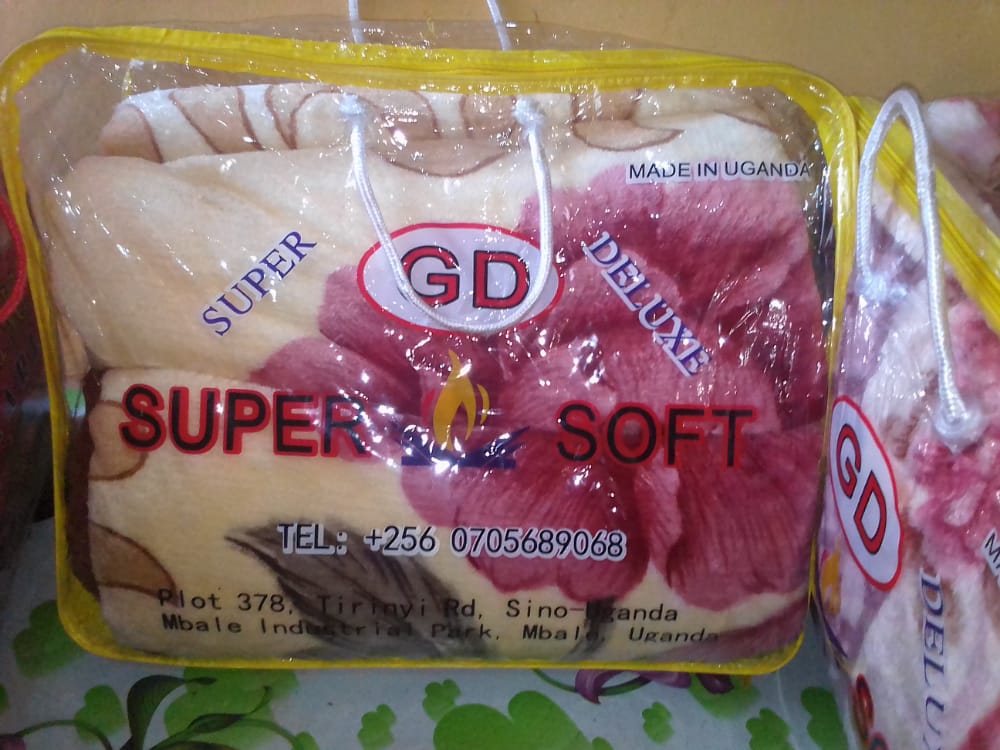 MADE IN UGANDA
SUPER
GD
DELUXE
SUPER SOFT
TEL: +256 0705689068
Plot 378, Tirinyi Rd, Sino-Uganda
Mbale Industrial Park, Mbale, Uganda
GD